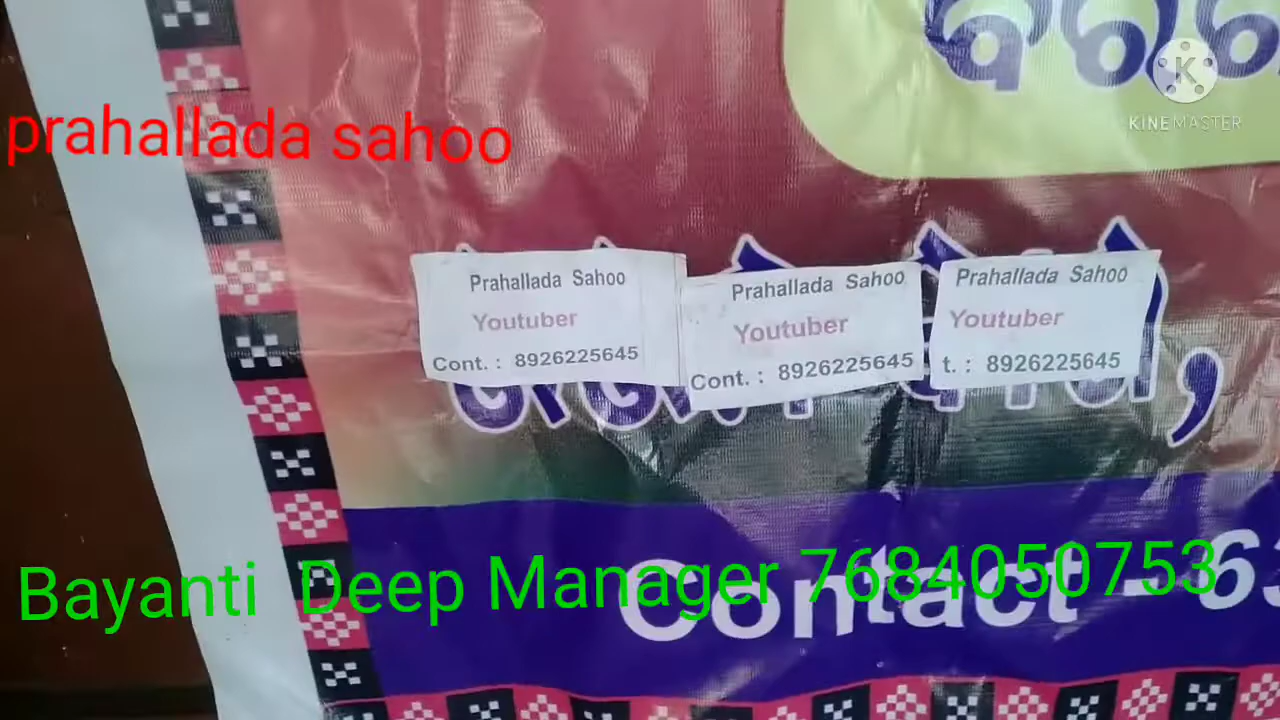 KINEMASTER
prahallada sahoo
Prahallada Sahoo
Youtuber
Cont. : 8926225645
Prahallada Sahoo
Youtuber
Cont. : 8926225645
Prahallada Sahoo
Youtuber
t. : 8926225645
Contact - 63
Bayanti Deep Manager 7684050753